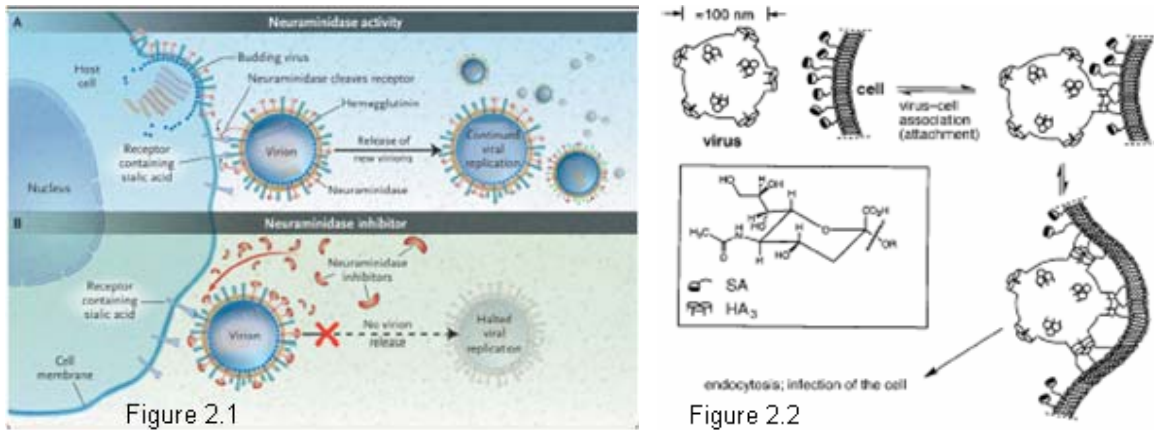 A
Neuraminidase activity
Host
cell
Budding virus
Neuraminidase cleaves receptor
Hemagglutinin
Receptor
containing
sialic acid
Virion
Release of
new virions
Continued
viral
replication
Nucleus
Neuraminidase
B
Neuraminidase inhibitor
Neuraminidase
inhibitors
Receptor
containing
sialic acid
Virion
No virion
release
Halted
viral
replication
Cell
membrane
Figure 2.1
≈100 nm
virus
cell
virus–cell
association
(attachment)
HO
OH
H
HO
H
CO₂H
H₃C
N
H
O
H
HO
H
O
OR
SA
HA₃
endocytosis; infection of the cell
Figure 2.2